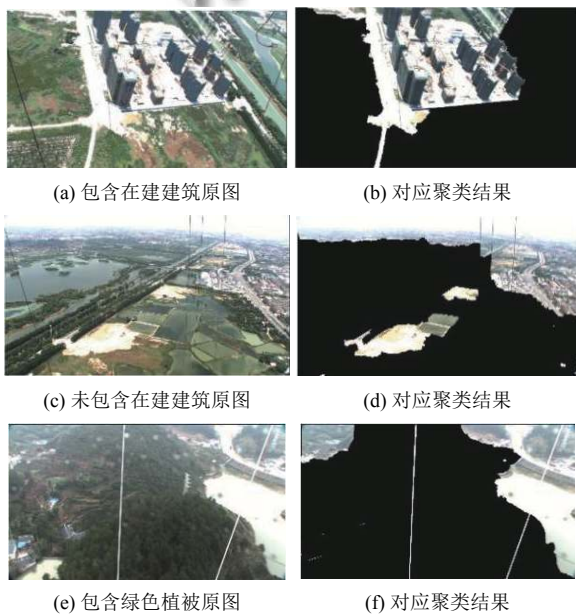 (a) 包含在建建筑原图
(b) 对应聚类结果
(c) 未包含在建建筑原图
(d) 对应聚类结果
(e) 包含绿色植被原图
(f) 对应聚类结果